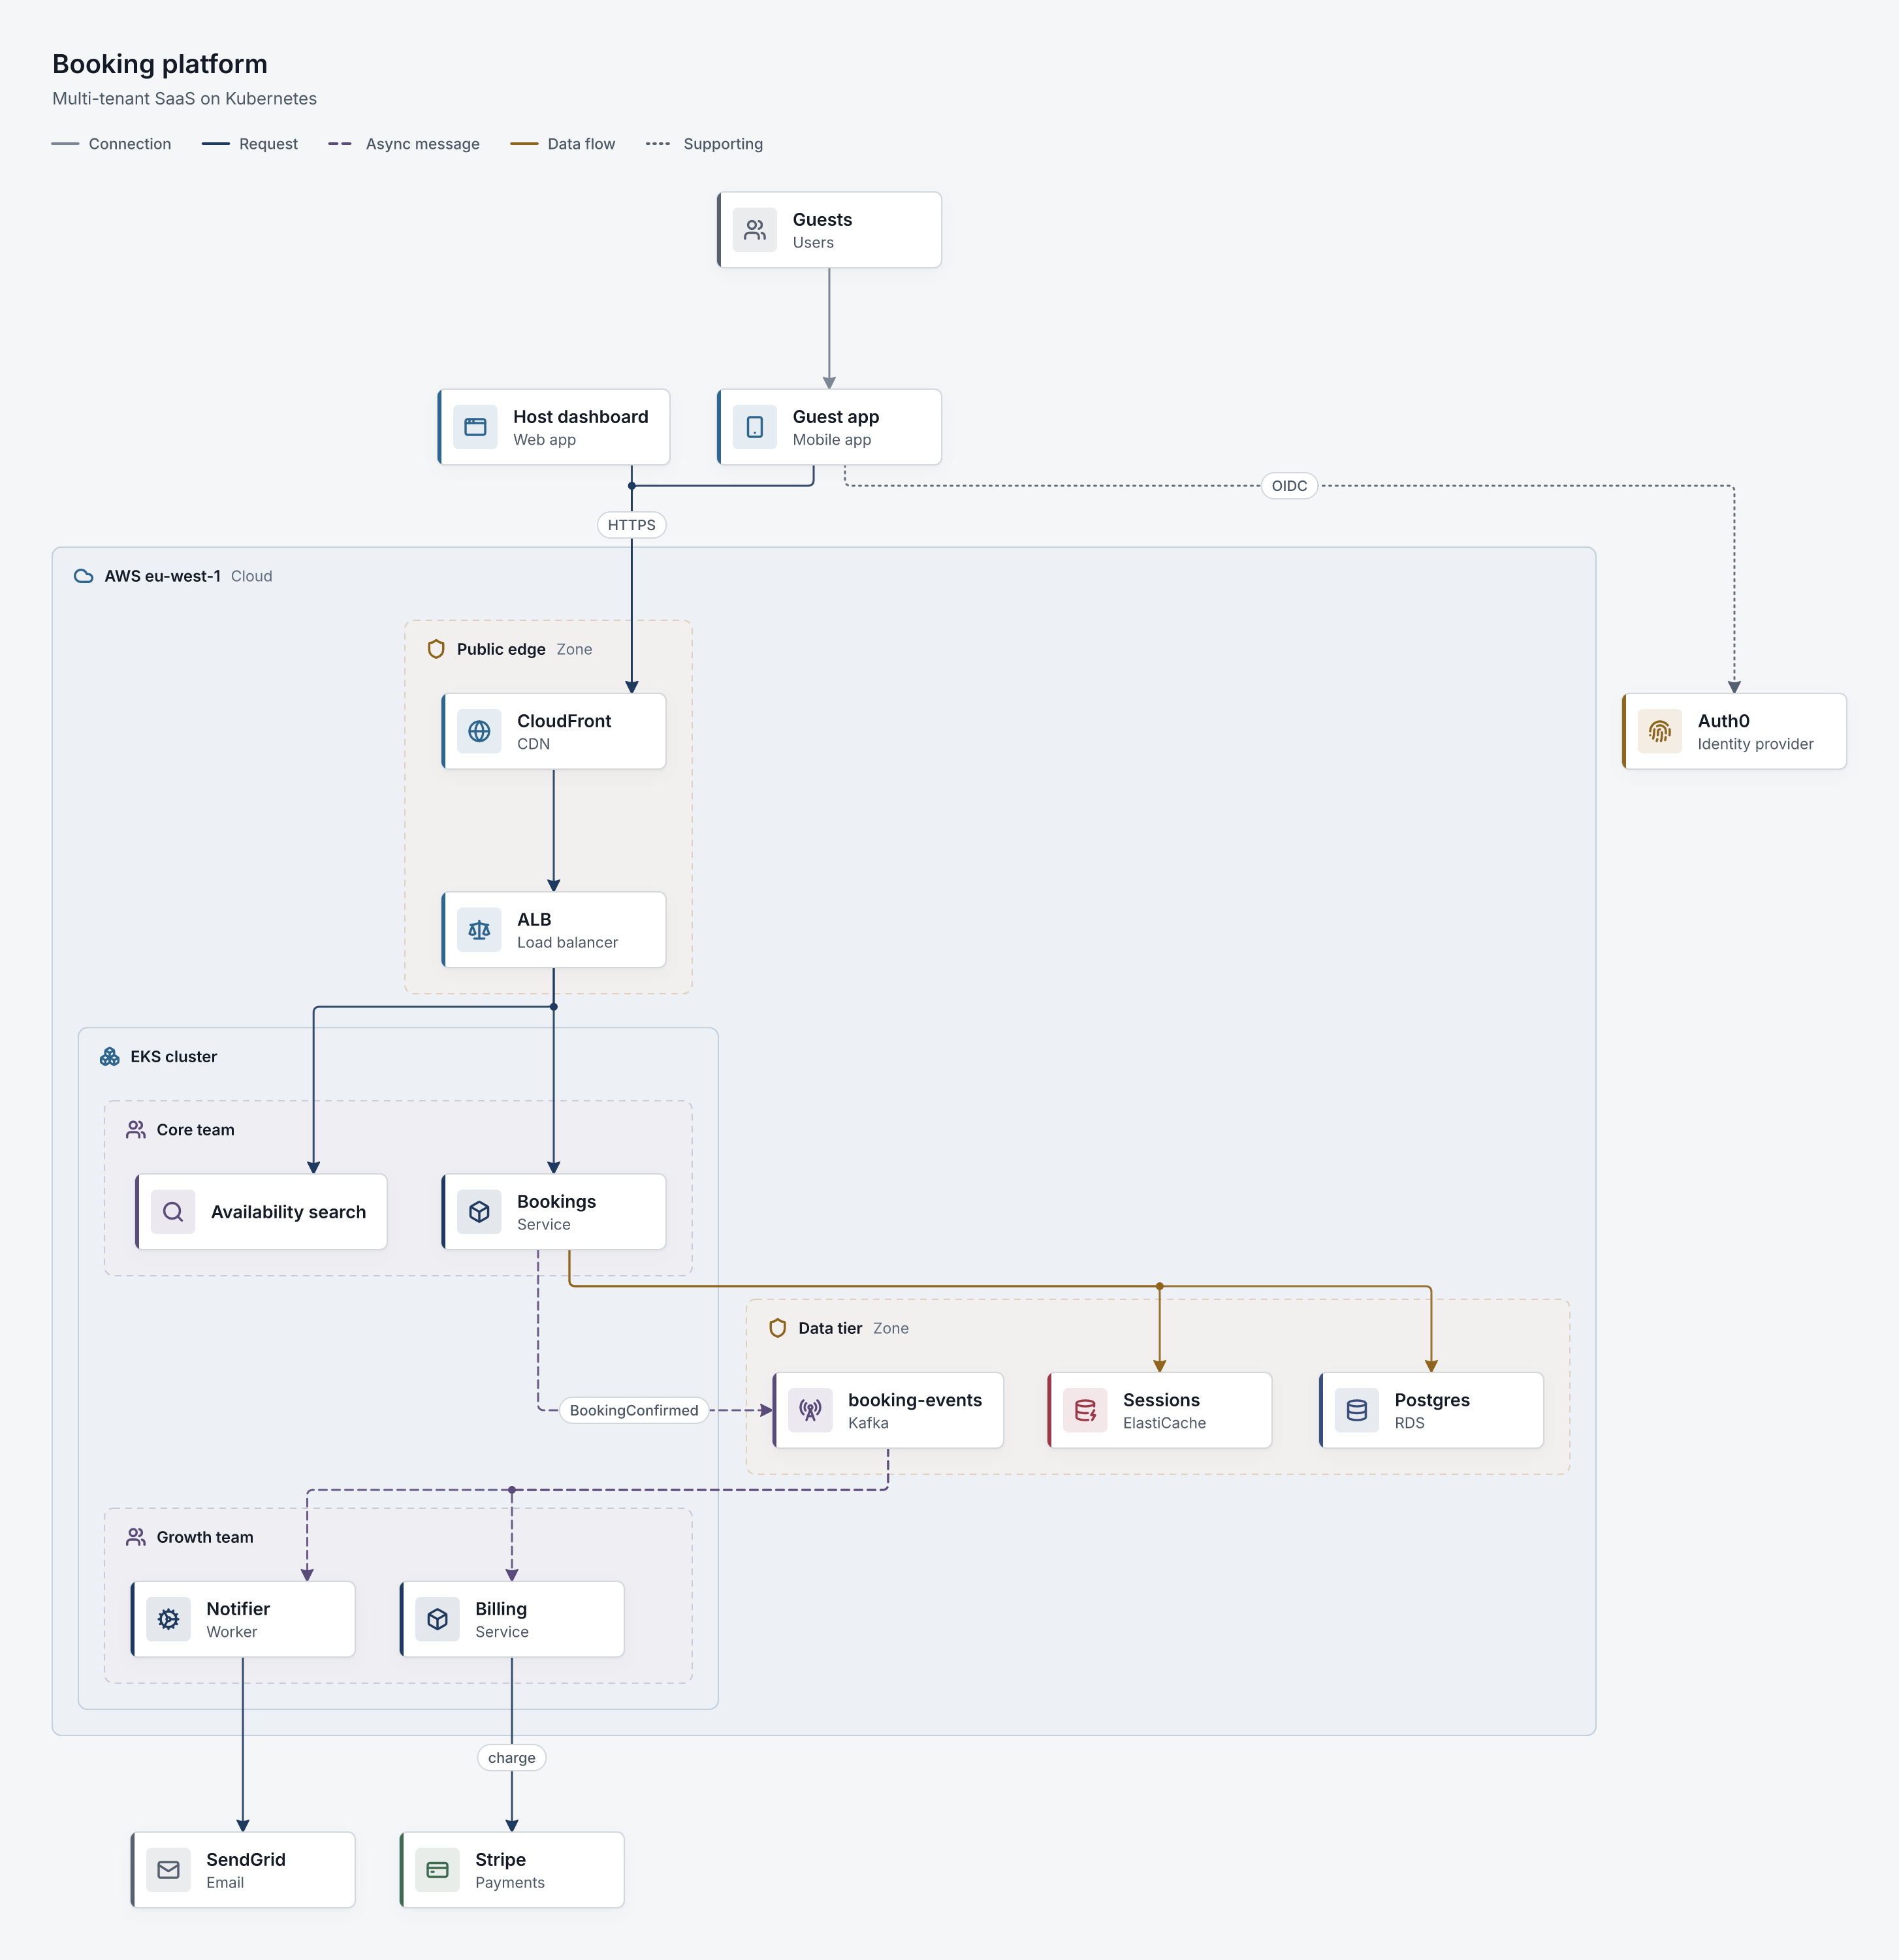 Booking platform
Multi-tenant SaaS on Kubernetes
Connection
Request
Async message
Data flow
Supporting
Guests
Users
Host dashboard
Web app
Guest app
Mobile app
OIDC
HTTPS
AWS eu-west-1 Cloud
Public edge Zone
CloudFront
CDN
Auth0
Identity provider
ALB
Load balancer
EKS cluster
Core team
Availability search
Bookings
Service
Data tier Zone
BookingConfirmed
booking-events
Kafka
Sessions
ElastiCache
Postgres
RDS
Growth team
Notifier
Worker
Billing
Service
charge
SendGrid
Email
Stripe
Payments